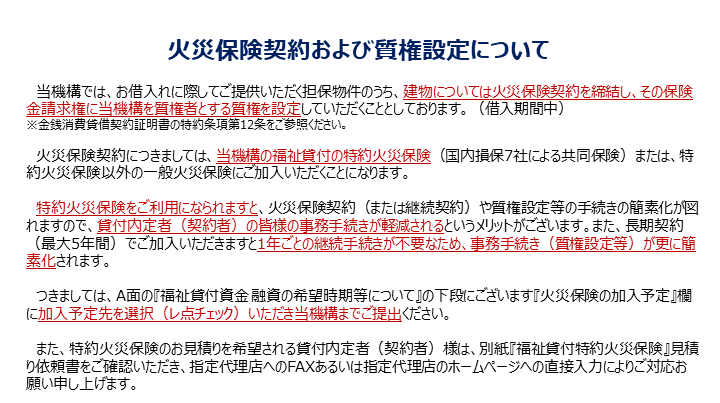 火災保険契約および質権設定について
当機構では、お借入れに際してご提供いただく担保物件のうち、建物については火災保険契約を締結し、その保険
金請求権に当機構を質権者とする質権を設定していただくこととしております。（借入期間中）
※金銭消費貸借契約証明書の特約条項第12条をご参照ください。
火災保険契約につきましては、当機構の福祉貸付の特約火災保険（国内損保7社による共同保険）または、特
約火災保険以外の一般火災保険にご加入いただくことになります。
特約火災保険をご利用になられますと、火災保険契約（または継続契約）や質権設定等の手続きの簡素化が図
れますので、貸付内定者（契約者）の皆様の事務手続きが軽減されるというメリットがございます。また、長期契約
（最大5年間）でご加入いただきますと1年ごとの継続手続きが不要なため、事務手続き（質権設定等）が更に簡
素化されます。
つきましては、A面の『福祉貸付資金融資の希望時期等について』の下段にございます『火災保険の加入予定』欄
に加入予定先を選択（レ点チェック）いただき当機構までご提出ください。
また、特約火災保険のお見積りを希望される貸付内定者（契約者）様は、別紙『福祉貸付特約火災保険』見積
り依頼書をご確認いただき、指定代理店へのFAXあるいは指定代理店のホームページへの直接入力によりご対応お
願い申し上げます。